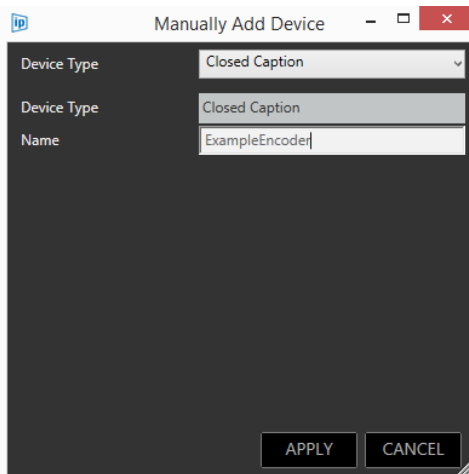 ip Manually Add Device
Device Type Closed Caption
Device Type Closed Caption
Name ExampleEncoder
APPLY CANCEL